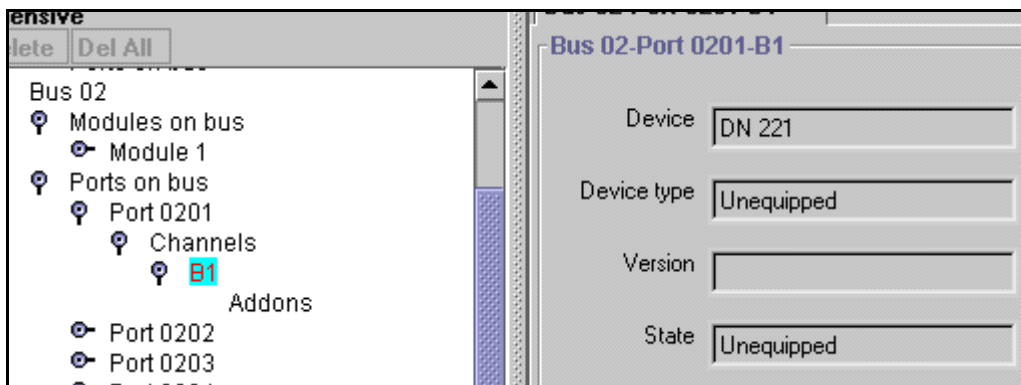 ensive
lete Del All
Bus 02
Modules on bus
Module 1
Ports on bus
Port 0201
Channels
B1
Addons
Port 0202
Port 0203
Bus 02-Port 0201-B1
Device DN 221
Device type Unequipped
Version
State Unequipped